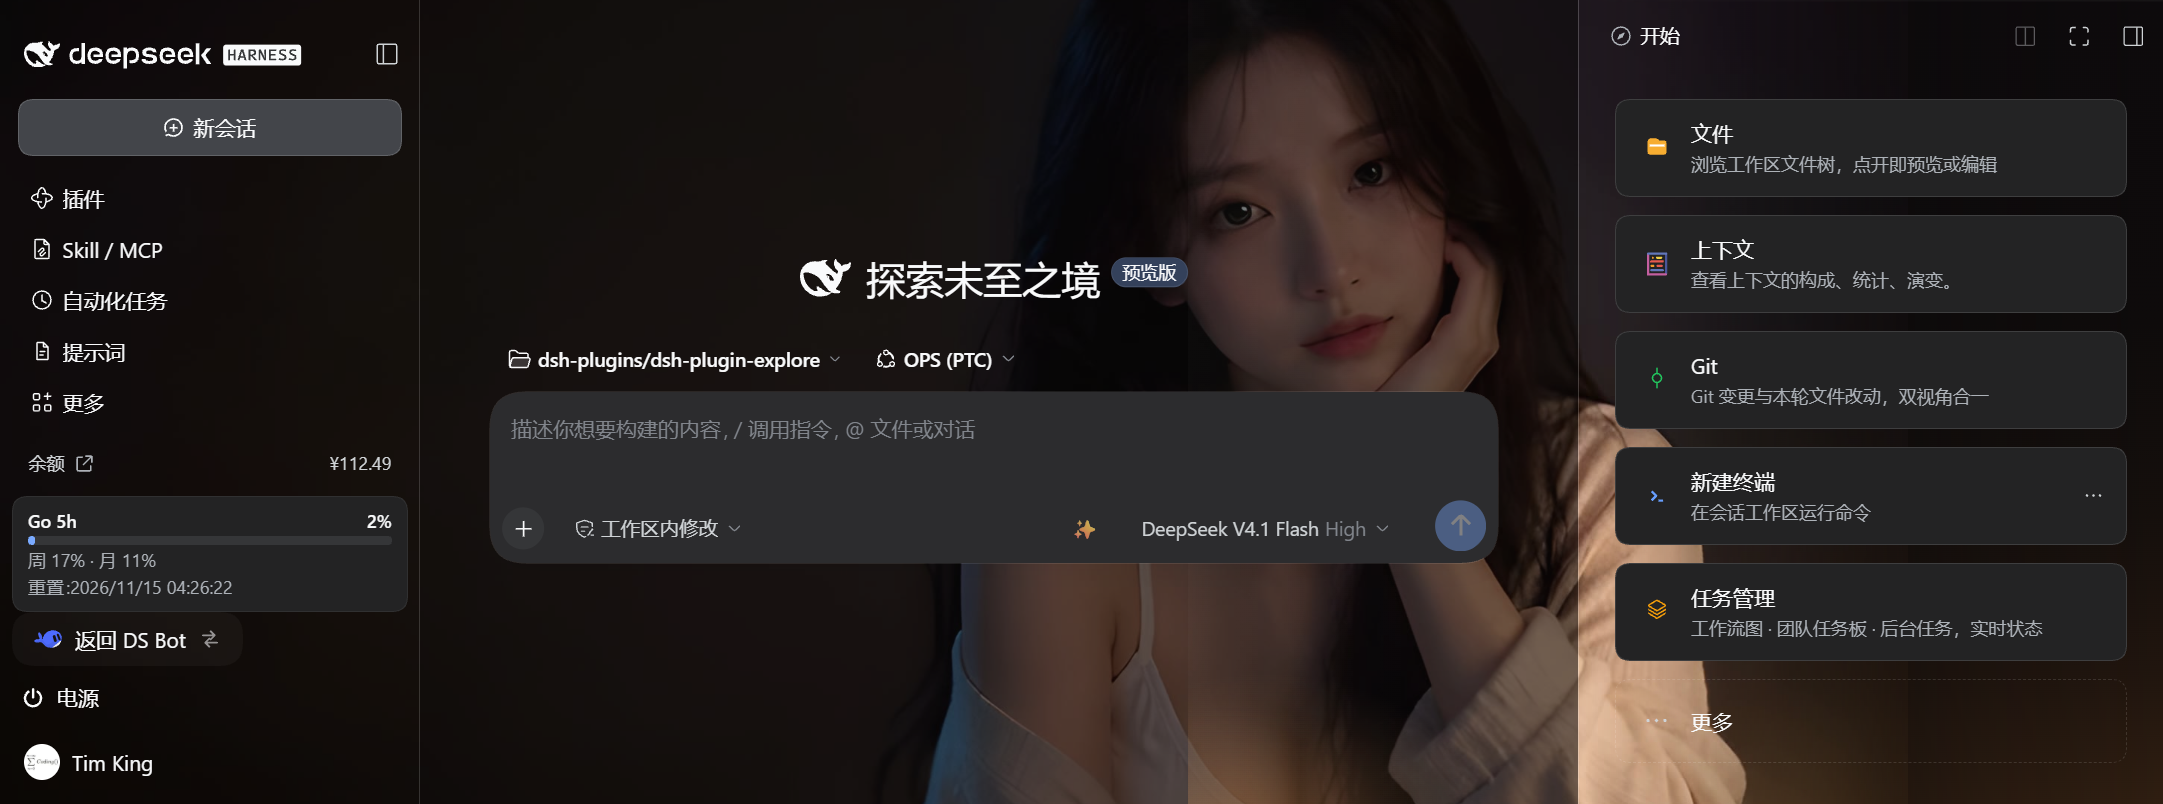 deepseek HARNESS
新会话
插件
Skill / MCP
自动化任务
提示词
更多
余额 ¥112.49
Go 5h 2%
周 17% · 月 11%
重置:2026/11/15 04:26:22
返回 DS Bot
电源
Tim King
探索未至之境 预览版
dsh-plugins/dsh-plugin-explore OPS (PTC)
描述你想要构建的内容, / 调用指令, @ 文件或对话
工作区内修改 DeepSeek V4.1 Flash High
开始
文件
浏览工作区文件树，点开即预览或编辑
上下文
查看上下文的构成、统计、演变。
Git
Git 变更与本轮文件改动，双视角合一
新建终端
在会话工作区运行命令
任务管理
工作流图 · 团队任务板 · 后台任务，实时状态
更多